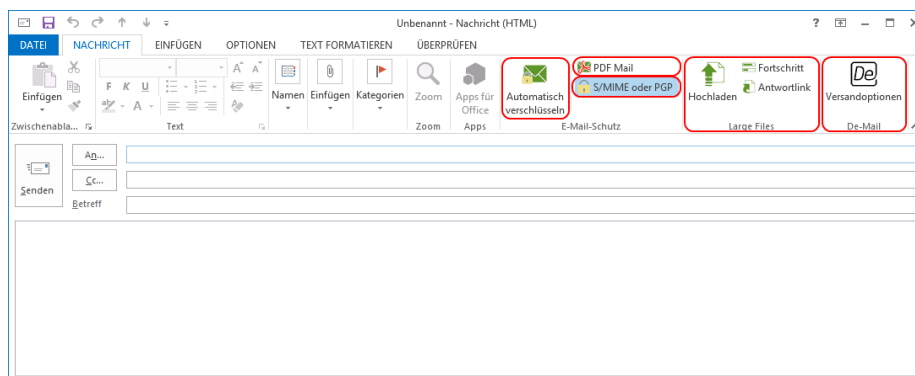 Unbenannt - Nachricht (HTML)
?
DATEI NACHRICHT EINFÜGEN OPTIONEN TEXT FORMATIEREN ÜBERPRÜFEN
Einfügen
F K U
A A
aby A
Namen
Einfügen
Kategorien
Zoom
Apps für
Office
Automatisch
verschlüsseln
PDF Mail
S/MIME oder PGP
Hochladen
Fortschritt
Antwortlink
De
Versandoptionen
Zwischenabla... Text Zoom Apps E-Mail-Schutz Large Files De-Mail
Senden
An...
Cc...
Betreff